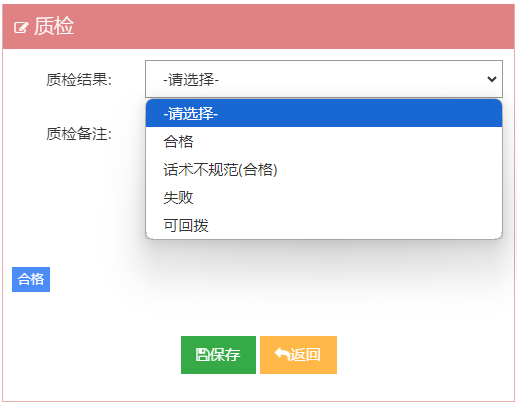 质检
质检结果:
-请选择-
-请选择-
合格
话术不规范(合格)
失败
可回拨
质检备注:
合格
保存
返回